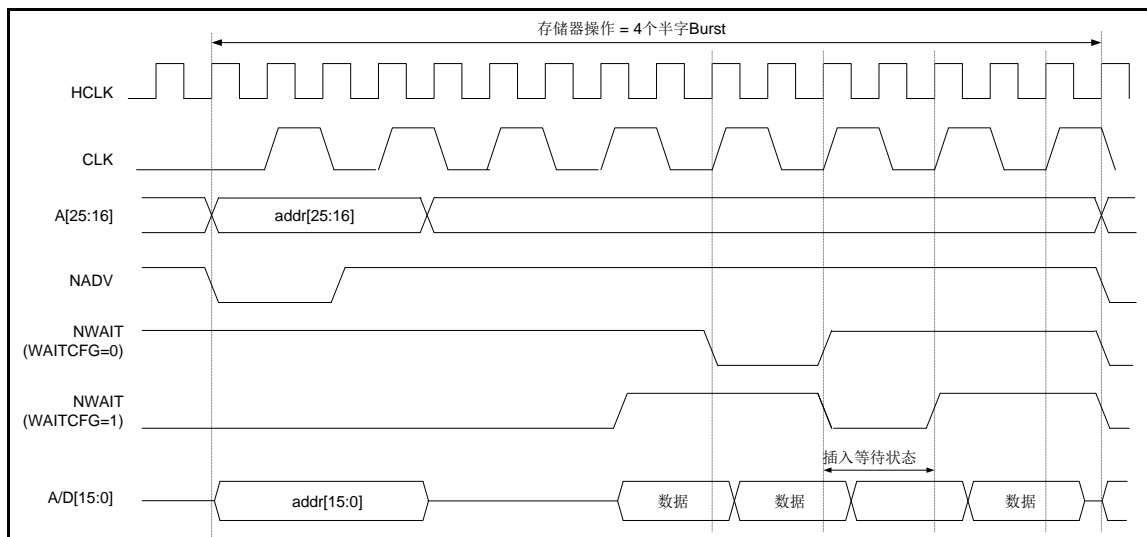 存储器操作 = 4个半字Burst
HCLK
CLK
A[25:16]
addr[25:16]
NADV
NWAIT
(WAITCFG=0)
NWAIT
(WAITCFG=1)
插入等待状态
A/D[15:0]
addr[15:0]
数据
数据
数据